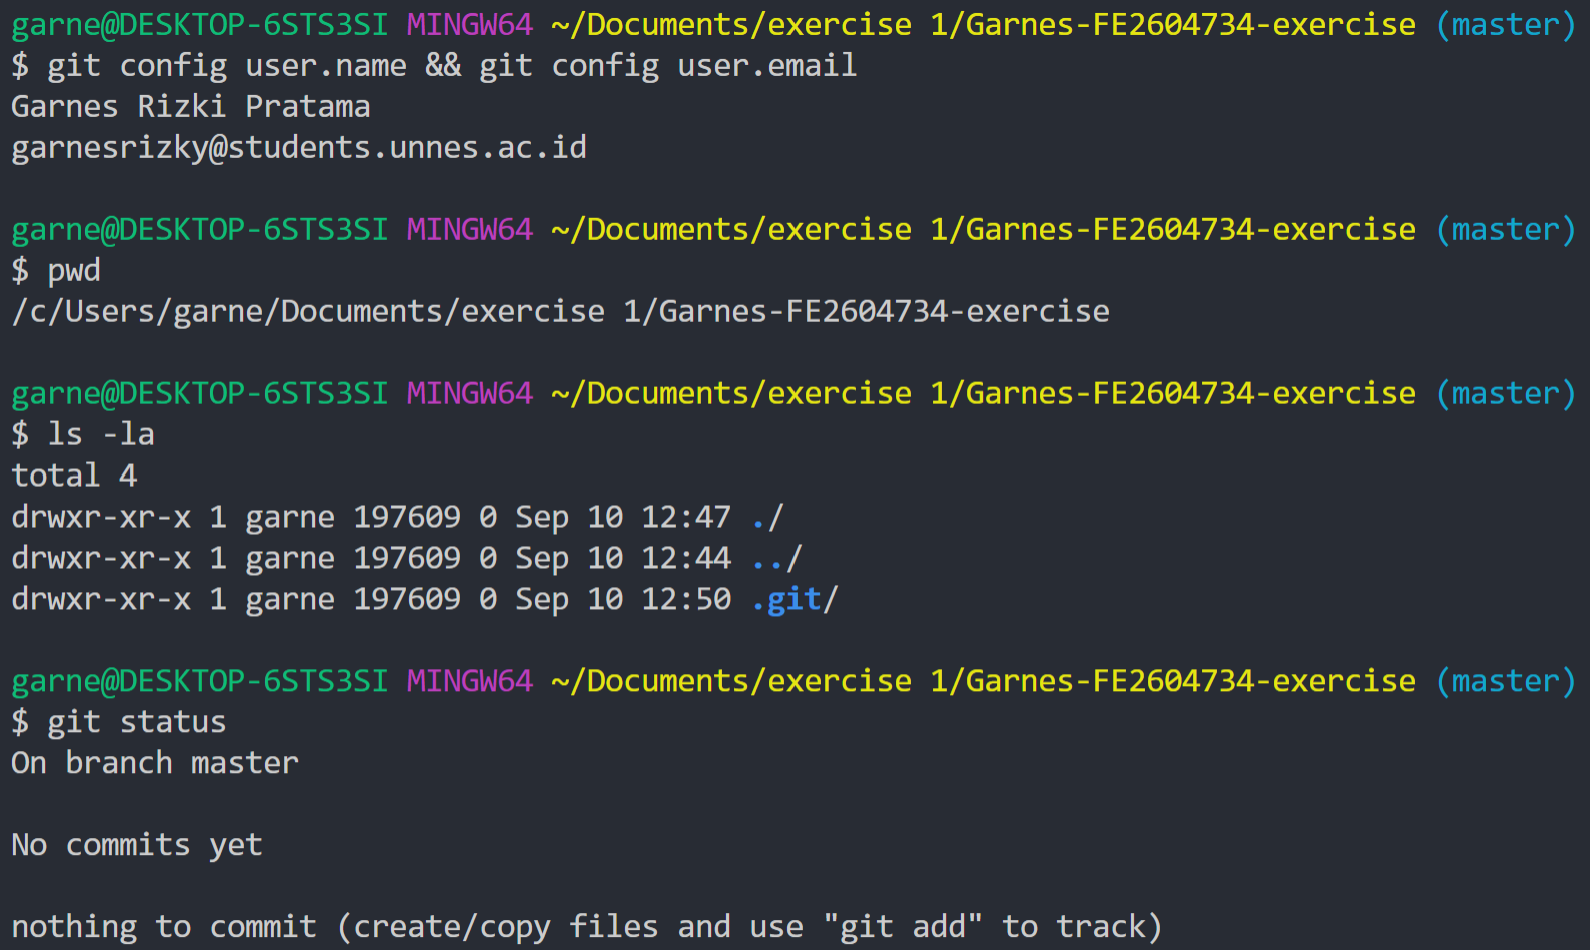 garne@DESKTOP-6STS3SI MINGW64 ~/Documents/exercise 1/Garnes-FE2604734-exercise (master)
$ git config user.name && git config user.email
Garnes Rizki Pratama
garnesrizky@students.unnes.ac.id
garne@DESKTOP-6STS3SI MINGW64 ~/Documents/exercise 1/Garnes-FE2604734-exercise (master)
$ pwd
/c/Users/garne/Documents/exercise 1/Garnes-FE2604734-exercise
garne@DESKTOP-6STS3SI MINGW64 ~/Documents/exercise 1/Garnes-FE2604734-exercise (master)
$ ls -la
total 4
drwxr-xr-x 1 garne 197609 0 Sep 10 12:47 ./
drwxr-xr-x 1 garne 197609 0 Sep 10 12:44 ../
drwxr-xr-x 1 garne 197609 0 Sep 10 12:50 .git/
garne@DESKTOP-6STS3SI MINGW64 ~/Documents/exercise 1/Garnes-FE2604734-exercise (master)
$ git status
On branch master
No commits yet
nothing to commit (create/copy files and use "git add" to track)